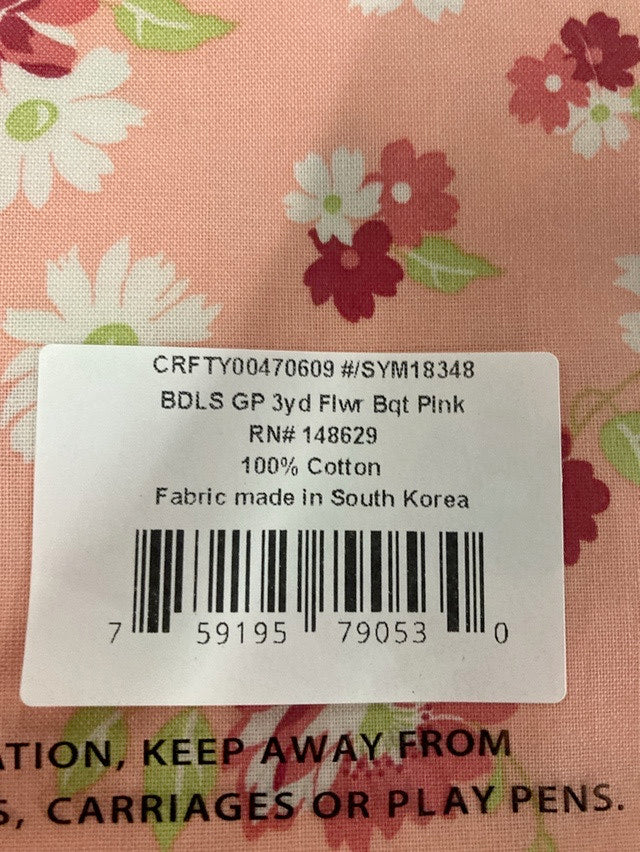 CRFTY00470609 #/SYM18348
BDLS GP 3yd Flwr Bqt Pink
RN# 148629
100% Cotton
Fabric made in South Korea
7 59195 79053 0
ATION, KEEP AWAY FROM
S, CARRIAGES OR PLAY PENS.